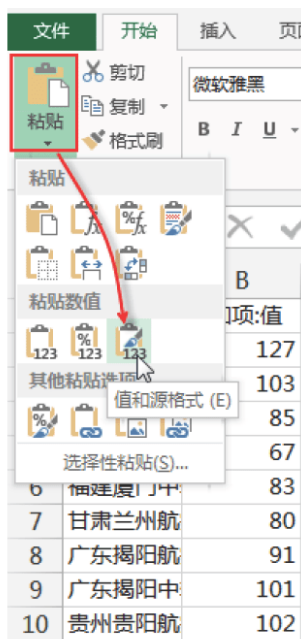 文件 开始 插入
剪切
微软雅黑
复制
粘贴
格式刷
B I U
粘贴
B
项:值
粘贴数值
123 % 123 123
127
其他粘贴选项
103
值和源格式 (E)
85
选择性粘贴(S)...
67
6 83
7 甘肃兰州航 80
8 广东揭阳航 91
9 广东揭阳中 101
10 贵州贵阳航 102